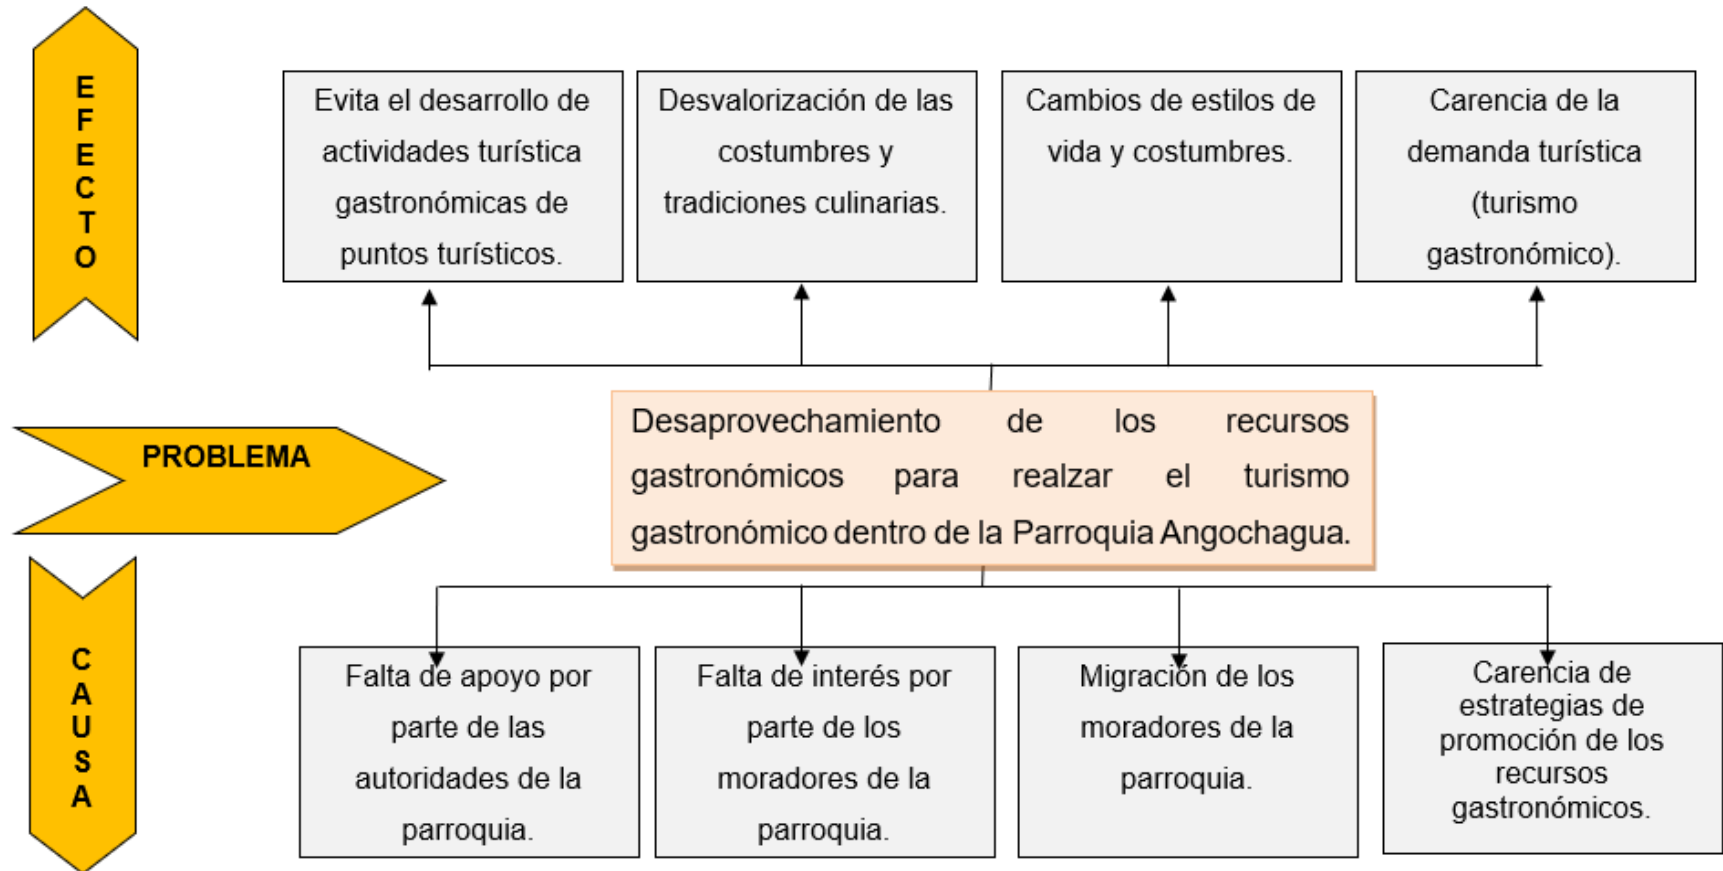 EFECTO
Evita el desarrollo de
actividades turística
gastronómicas de
puntos turísticos.
Desvalorización de las
costumbres y
tradiciones culinarias.
Cambios de estilos de
vida y costumbres.
Carencia de la
demanda turística
(turismo
gastronómico).
PROBLEMA
Desaprovechamiento de los recursos
gastronómicos para realzar el turismo
gastronómico dentro de la Parroquia Angochagua.
CAUSA
Falta de apoyo por
parte de las
autoridades de la
parroquia.
Falta de interés por
parte de los
moradores de la
parroquia.
Migración de los
moradores de la
parroquia.
Carencia de
estrategias de
promoción de los
recursos
gastronómicos.